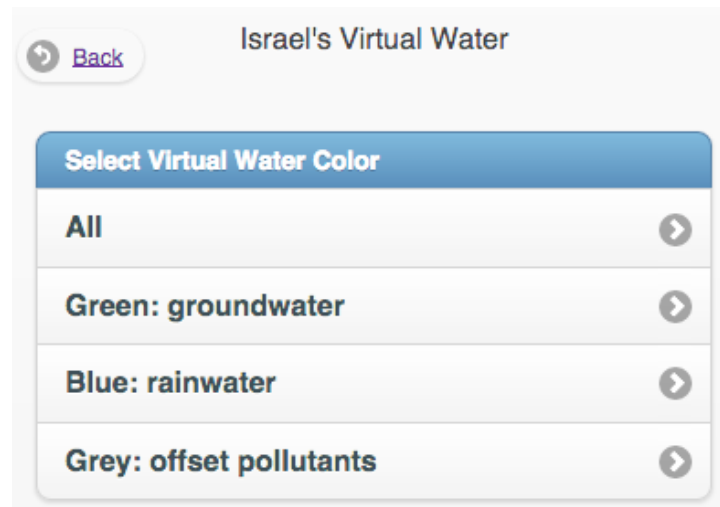 Israel's Virtual Water
Back
Select Virtual Water Color
All
Green: groundwater
Blue: rainwater
Grey: offset pollutants